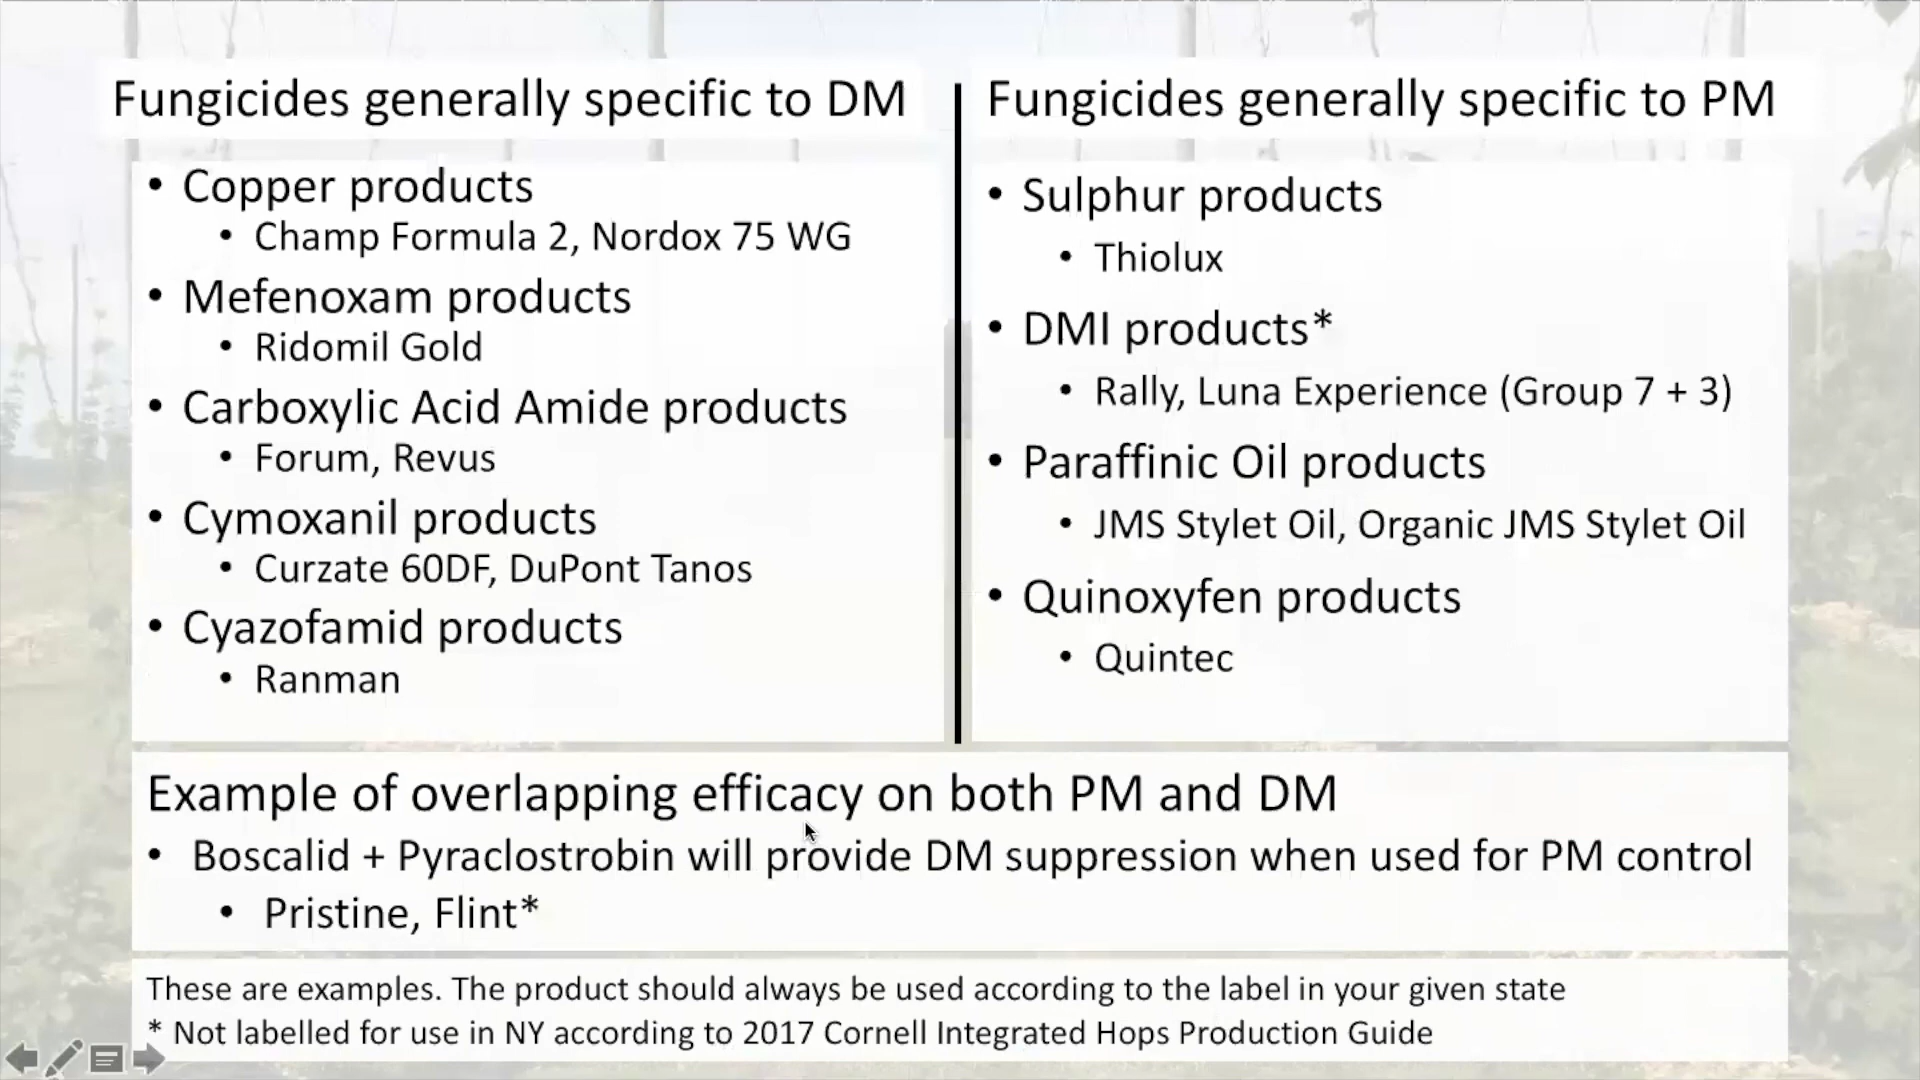 Fungicides generally specific to DM
• Copper products
• Champ Formula 2, Nordox 75 WG
• Mefenoxam products
• Ridomil Gold
• Carboxylic Acid Amide products
• Forum, Revus
• Cymoxanil products
• Curzate 60DF, DuPont Tanos
• Cyazofamid products
• Ranman
Fungicides generally specific to PM
• Sulphur products
• Thiolux
• DMI products*
• Rally, Luna Experience (Group 7 + 3)
• Paraffinic Oil products
• JMS Stylet Oil, Organic JMS Stylet Oil
• Quinoxyfen products
• Quintec
Example of overlapping efficacy on both PM and DM
• Boscalid + Pyraclostrobin will provide DM suppression when used for PM control
• Pristine, Flint*
These are examples. The product should always be used according to the label in your given state
* Not labelled for use in NY according to 2017 Cornell Integrated Hops Production Guide